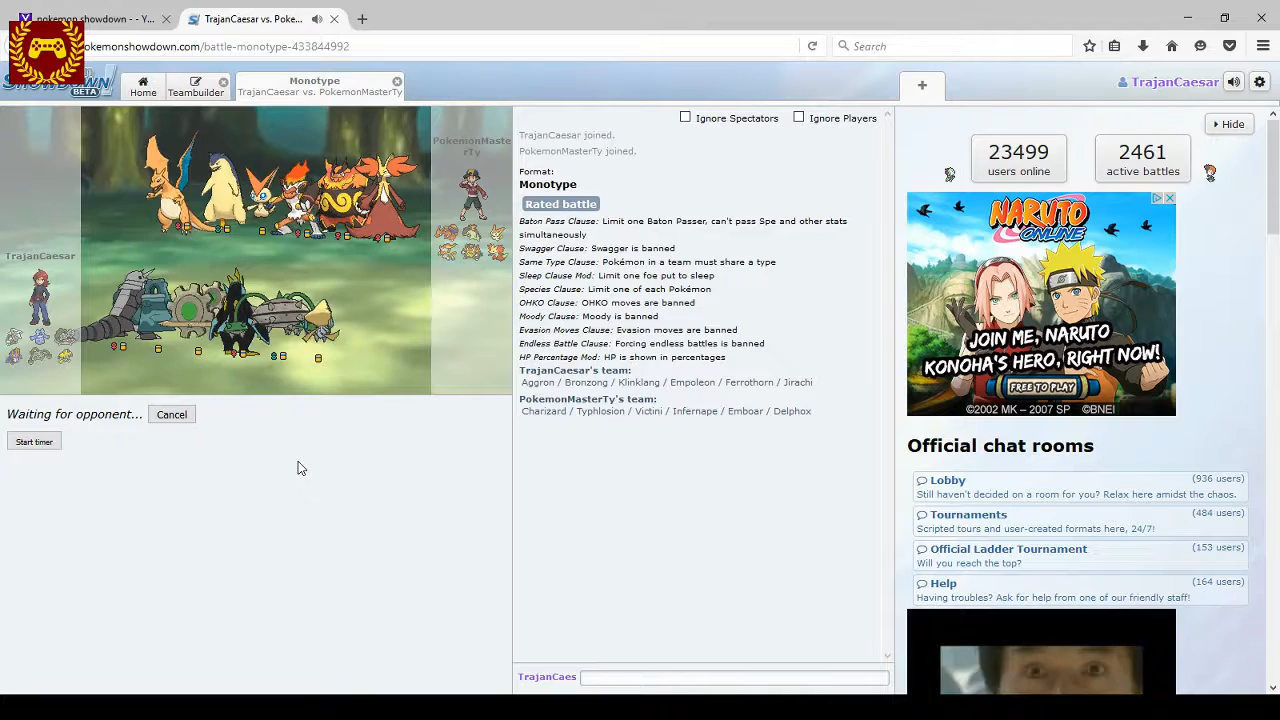 pokemon showdown - - Y...
TrajanCaesar vs. Poke...
okemonshowdown.com/battle-monotype-433844992
Search
BETA
Home
Teambuilder
Monotype
TrajanCaesar vs. PokemonMasterTy
TrajanCaesar
PokemonMaste
rTy
TrajanCaesar
Waiting for opponent... Cancel
Start timer
Ignore Spectators Ignore Players
TrajanCaesar joined.
PokemonMasterTy joined.
Format:
Monotype
Rated battle
Baton Pass Clause: Limit one Baton Passer, can't pass Spe and other stats
simultaneously
Swagger Clause: Swagger is banned
Same Type Clause: Pokémon in a team must share a type
Sleep Clause Mod: Limit one foe put to sleep
Species Clause: Limit one of each Pokémon
OHKO Clause: OHKO moves are banned
Moody Clause: Moody is banned
Evasion Moves Clause: Evasion moves are banned
Endless Battle Clause: Forcing endless battles is banned
HP Percentage Mod: HP is shown in percentages
TrajanCaesar's team:
Aggron / Bronzong / Klinklang / Empoleon / Ferrothorn / Jirachi
PokemonMasterTy's team:
Charizard / Typhlosion / Victini / Infernape / Emboar / Delphox
TrajanCaes
Hide
23499
users online
2461
active battles
NARUTO
ONLINE
JOIN ME, NARUTO
KONOHA'S HERO, RIGHT NOW!
FREE TO PLAY
©2002 MK – 2007 SP ©BNEI
Official chat rooms
Lobby (936 users)
Still haven't decided on a room for you? Relax here amidst the chaos.
Tournaments (484 users)
Scripted tours and user-created formats here, 24/7!
Official Ladder Tournament (153 users)
Will you reach the top?
Help (164 users)
Having troubles? Ask for help from one of our friendly staff!